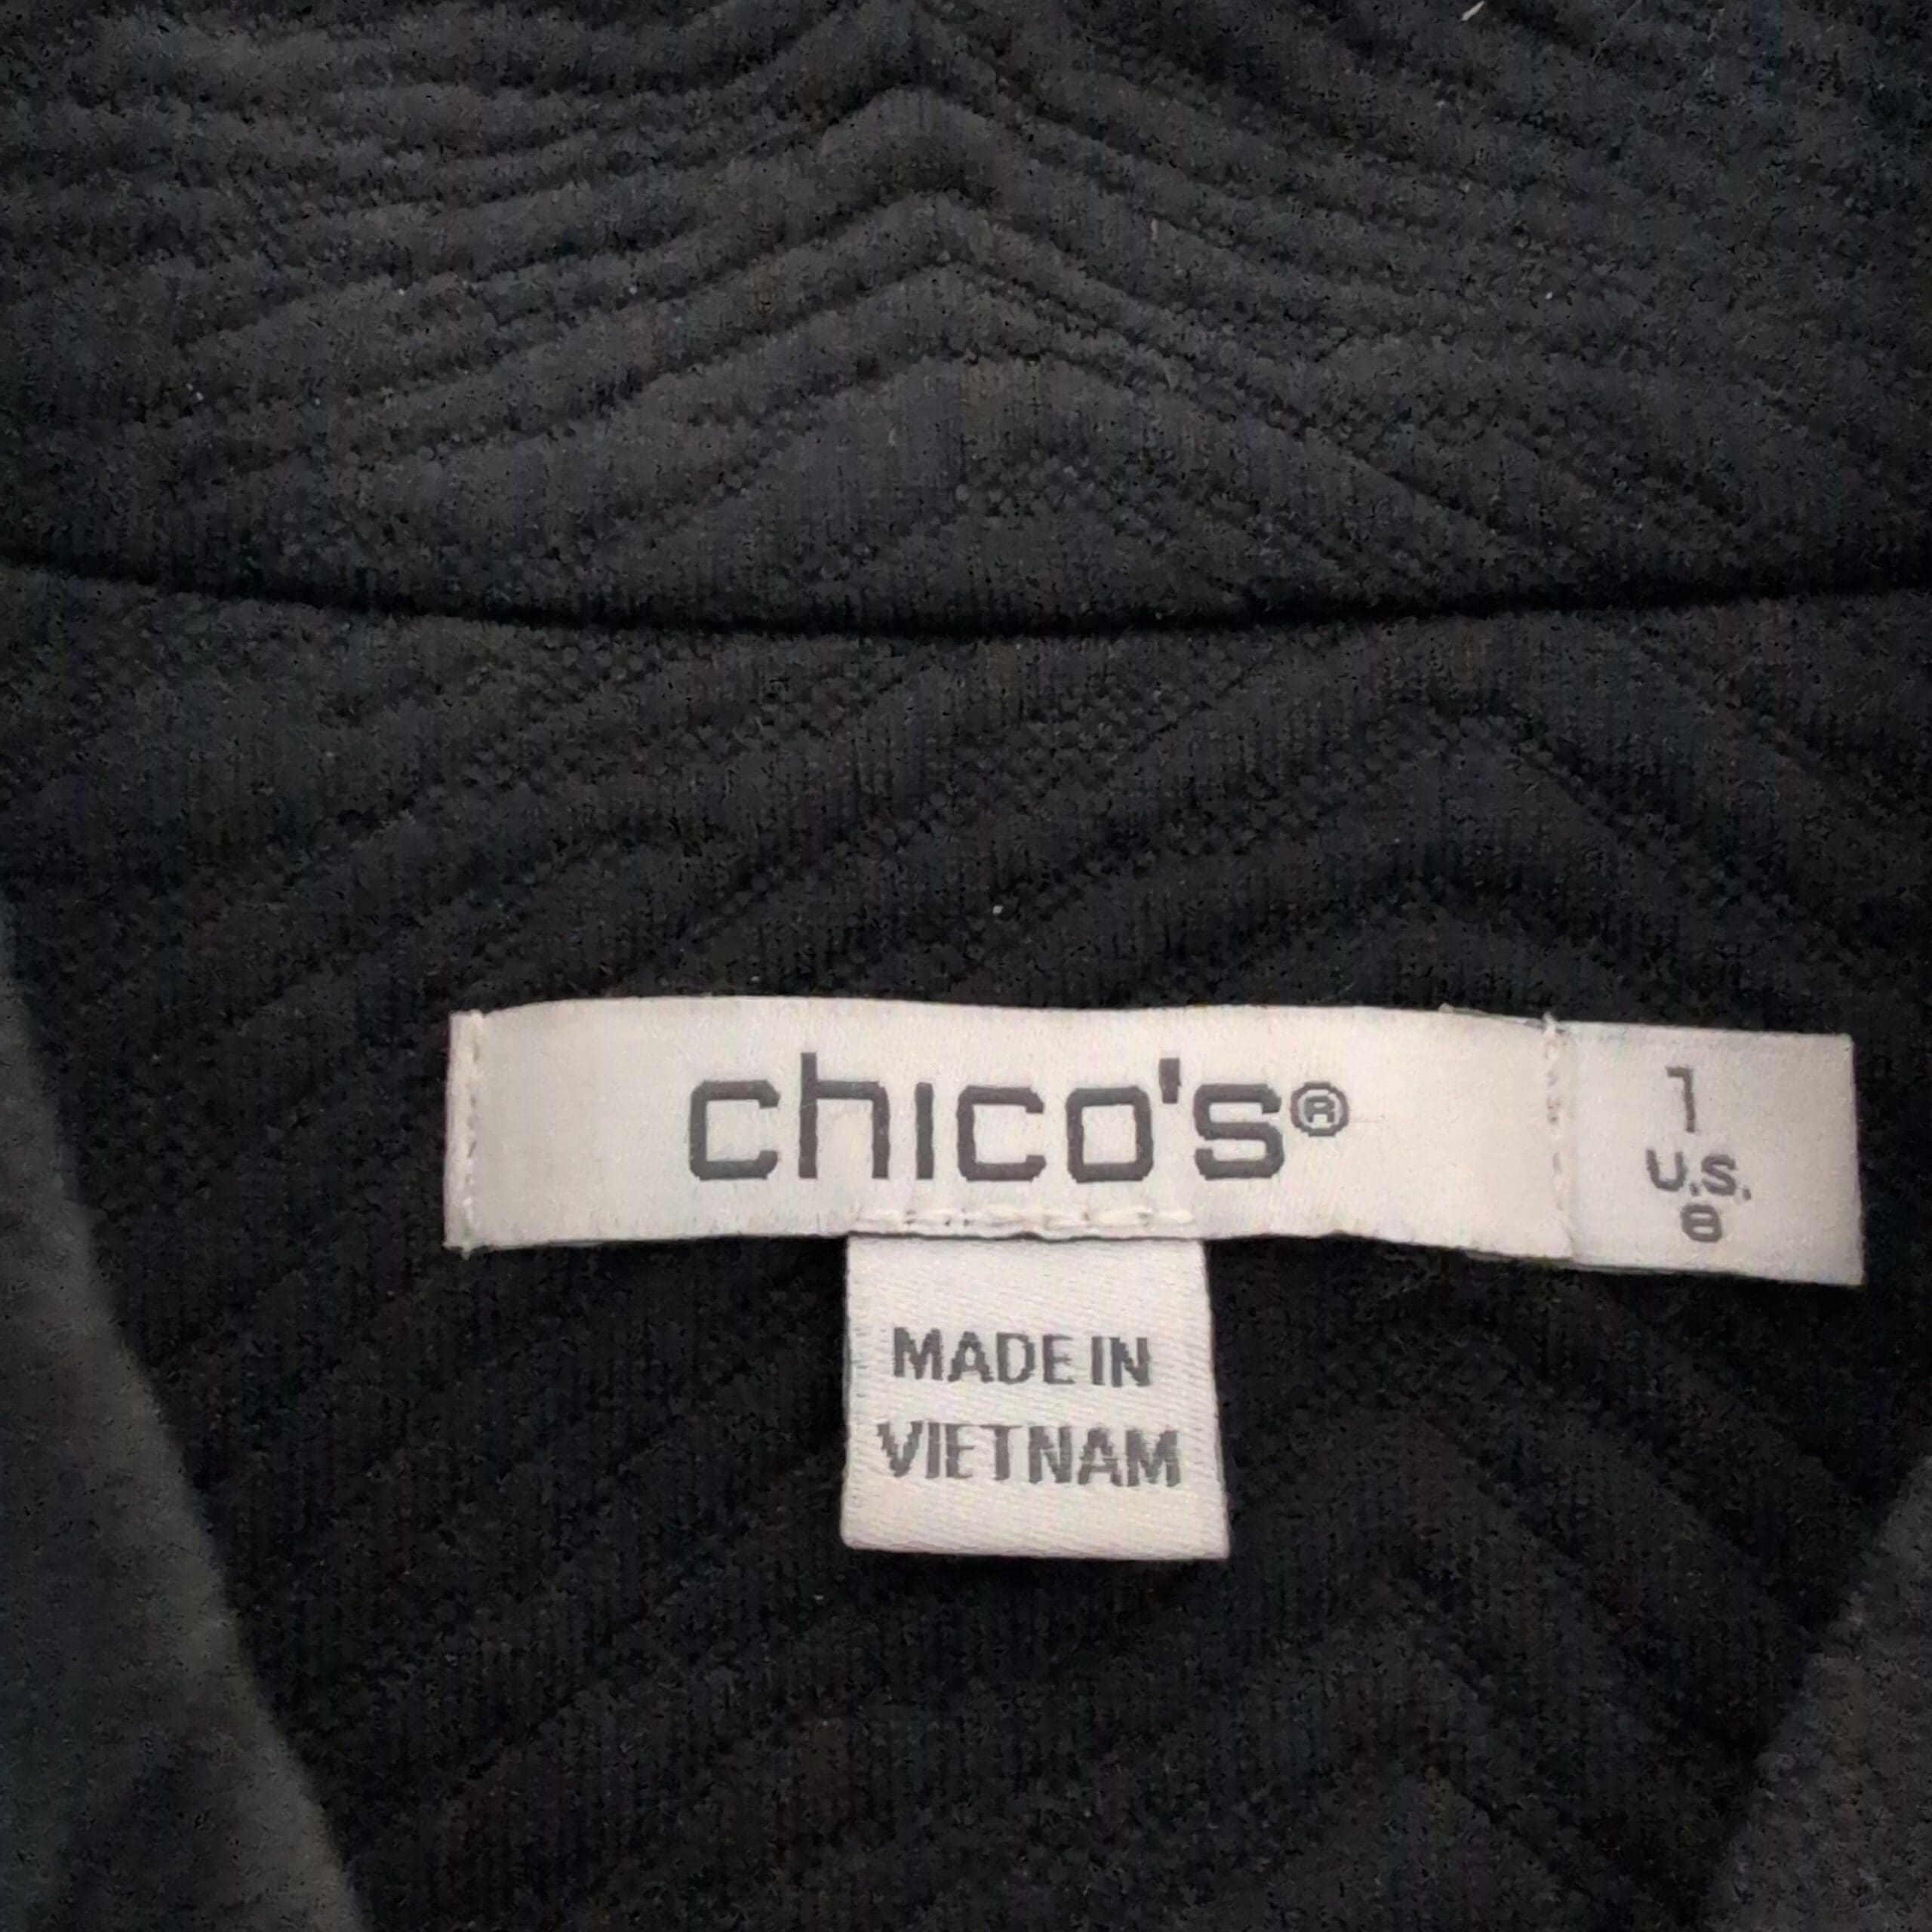 chico's®
1
U.S.
8
MADE IN
VIETNAM